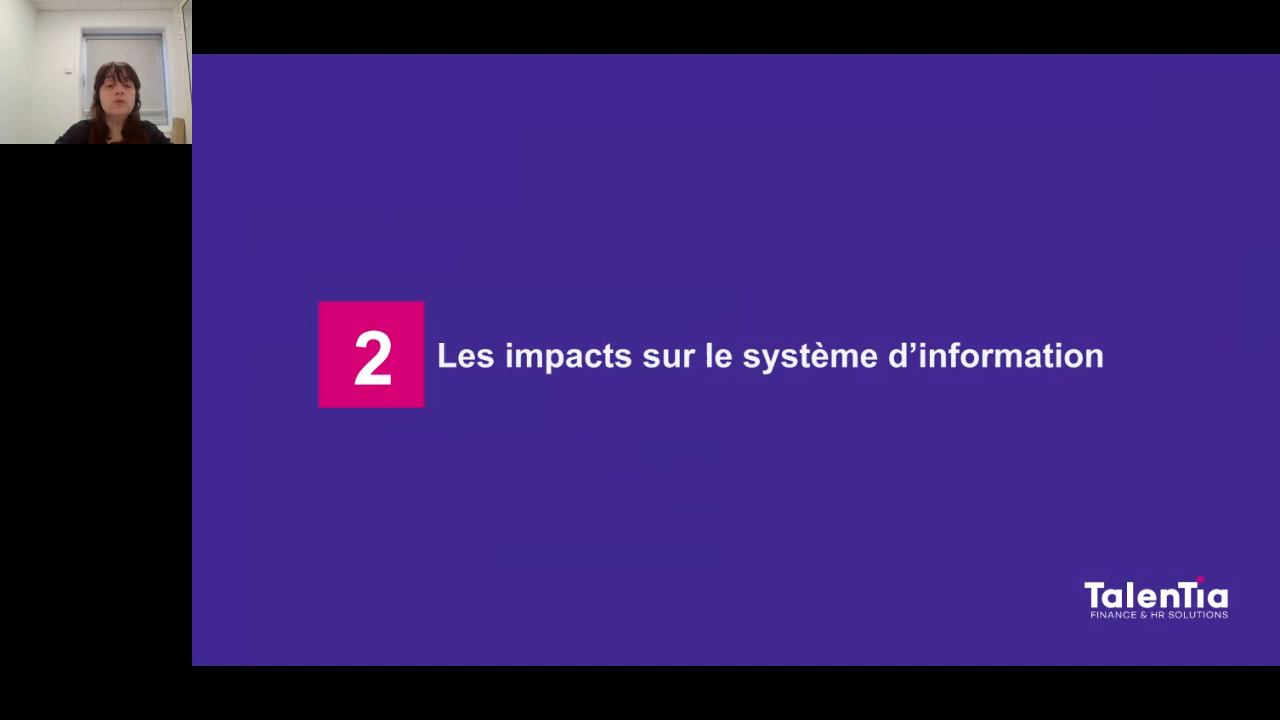 2
Les impacts sur le système d’information
TalenTia
FINANCE & HR SOLUTIONS